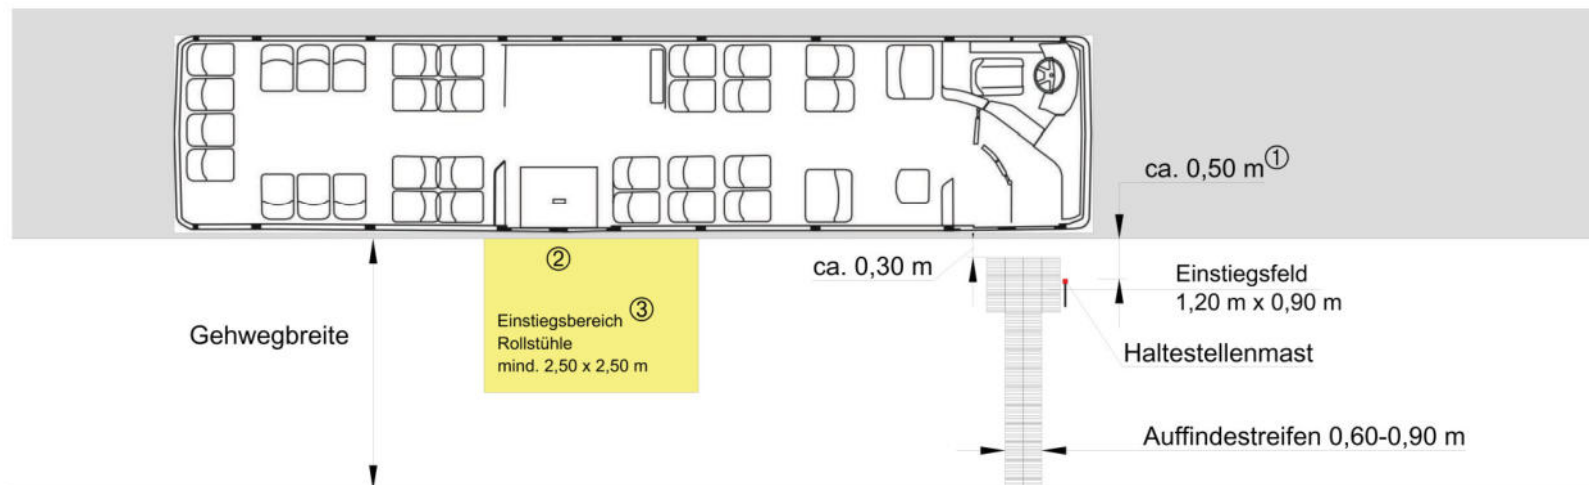 ca. 0,50 m①
②
ca. 0,30 m
Einstiegsfeld
1,20 m x 0,90 m
Einstiegsbereich ③
Rollstühle
mind. 2,50 x 2,50 m
Gehwegbreite
Haltestellenmast
Auffindestreifen 0,60-0,90 m